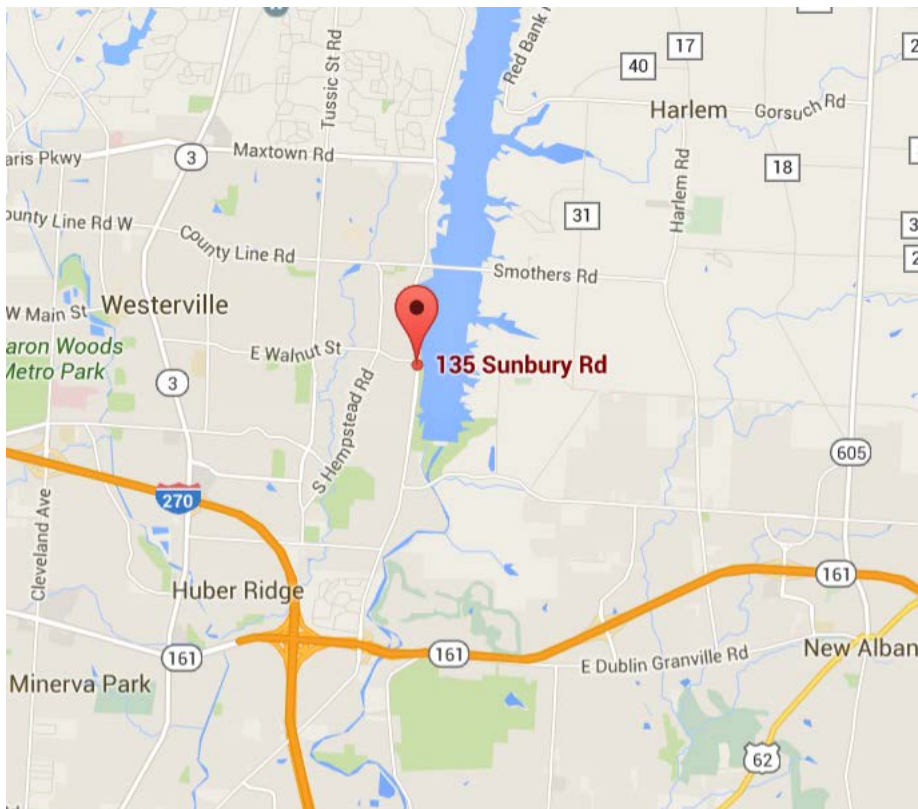 Tussic St Rd
Red Bank
17
40
Harlem
Gorsuch Rd
3
Maxtown Rd
aris Pkwy
18
Harlem Rd
31
ounty Line Rd W
County Line Rd
Smothers Rd
W Main St
Westerville
aron Woods
Metro Park
E Walnut St
135 Sunbury Rd
3
S Hempstead Rd
605
270
Cleveland Ave
Huber Ridge
161
161
161
E Dublin Granville Rd
New Alban
Minerva Park
62